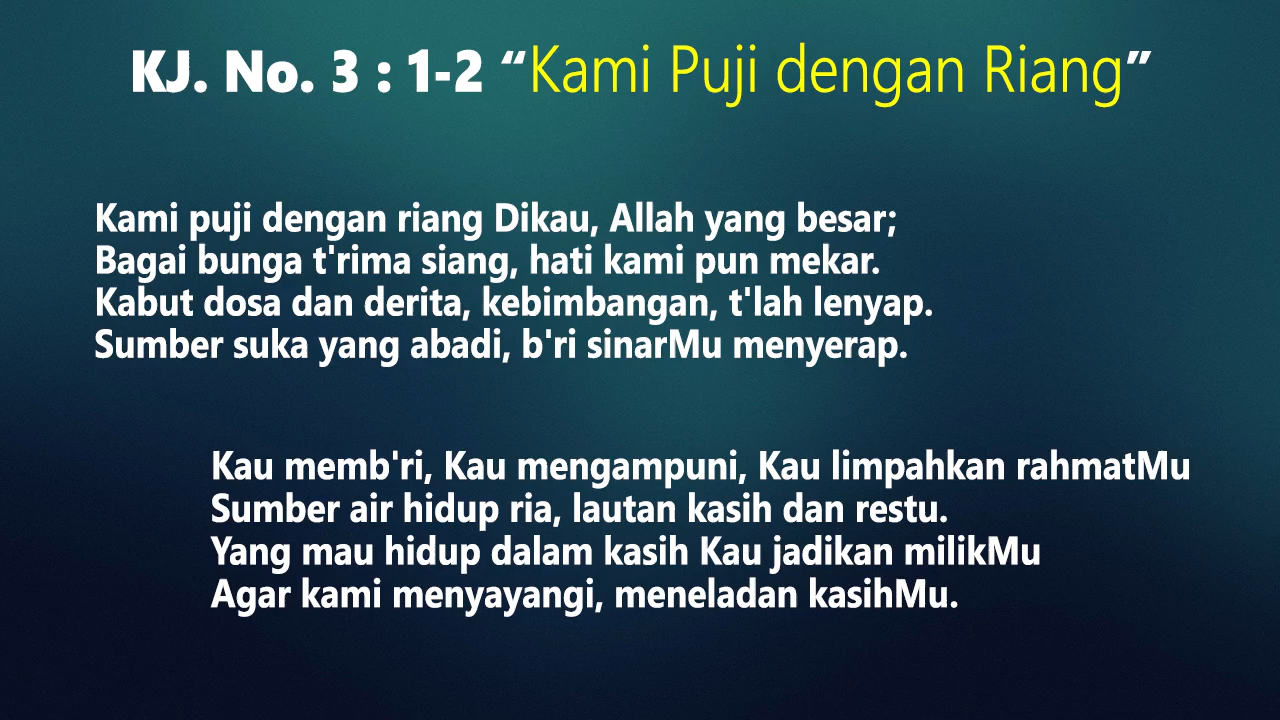 KJ. No. 3 : 1-2 “Kami Puji dengan Riang”
Kami puji dengan riang Dikau, Allah yang besar;
Bagai bunga t'rima siang, hati kami pun mekar.
Kabut dosa dan derita, kebimbangan, t'lah lenyap.
Sumber suka yang abadi, b'ri sinarMu menyerap.
Kau memb'ri, Kau mengampuni, Kau limpahkan rahmatMu
Sumber air hidup ria, lautan kasih dan restu.
Yang mau hidup dalam kasih Kau jadikan milikMu
Agar kami menyayangi, meneladan kasihMu.